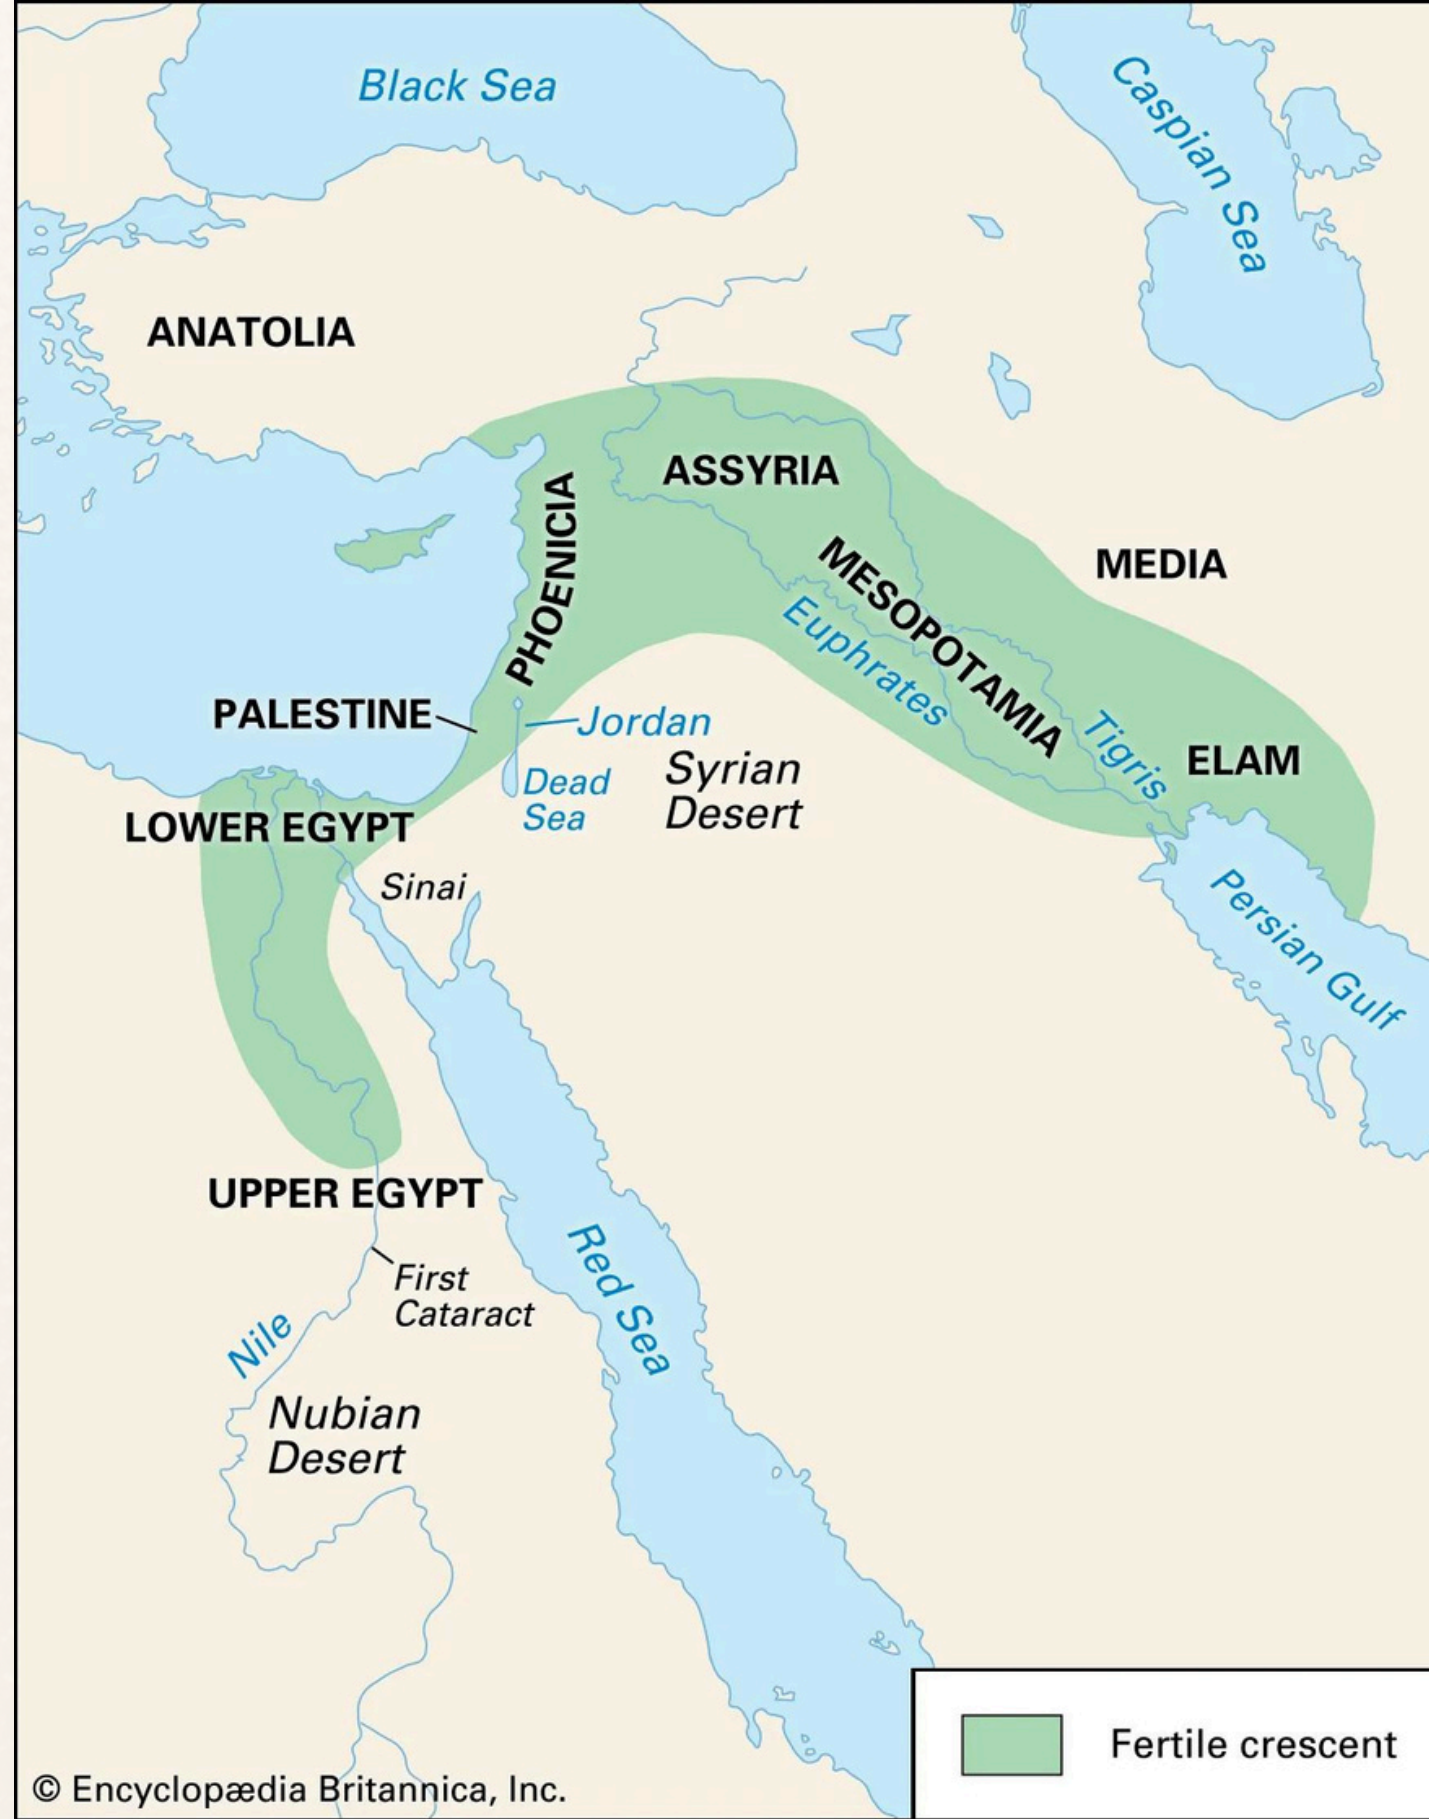 Black Sea
Caspian Sea
ANATOLIA
ASSYRIA
PHOENICIA
MESOPOTAMIA
MEDIA
Euphrates
PALESTINE
Jordan
Tigris
Syrian
Desert
ELAM
Dead
Sea
LOWER EGYPT
Sinai
Persian Gulf
UPPER EGYPT
First
Cataract
Red Sea
Nile
Nubian
Desert
Fertile crescent
© Encyclopædia Britannica, Inc.